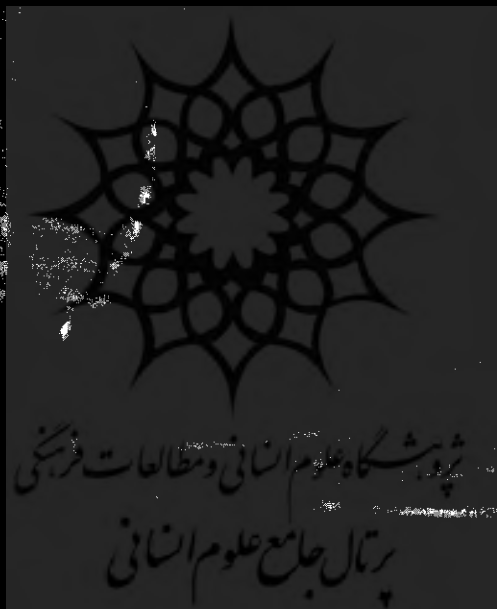 پژوهشگاه علوم انسانی و مطالعات فرهنگی
پرتال جامع علوم انسانی